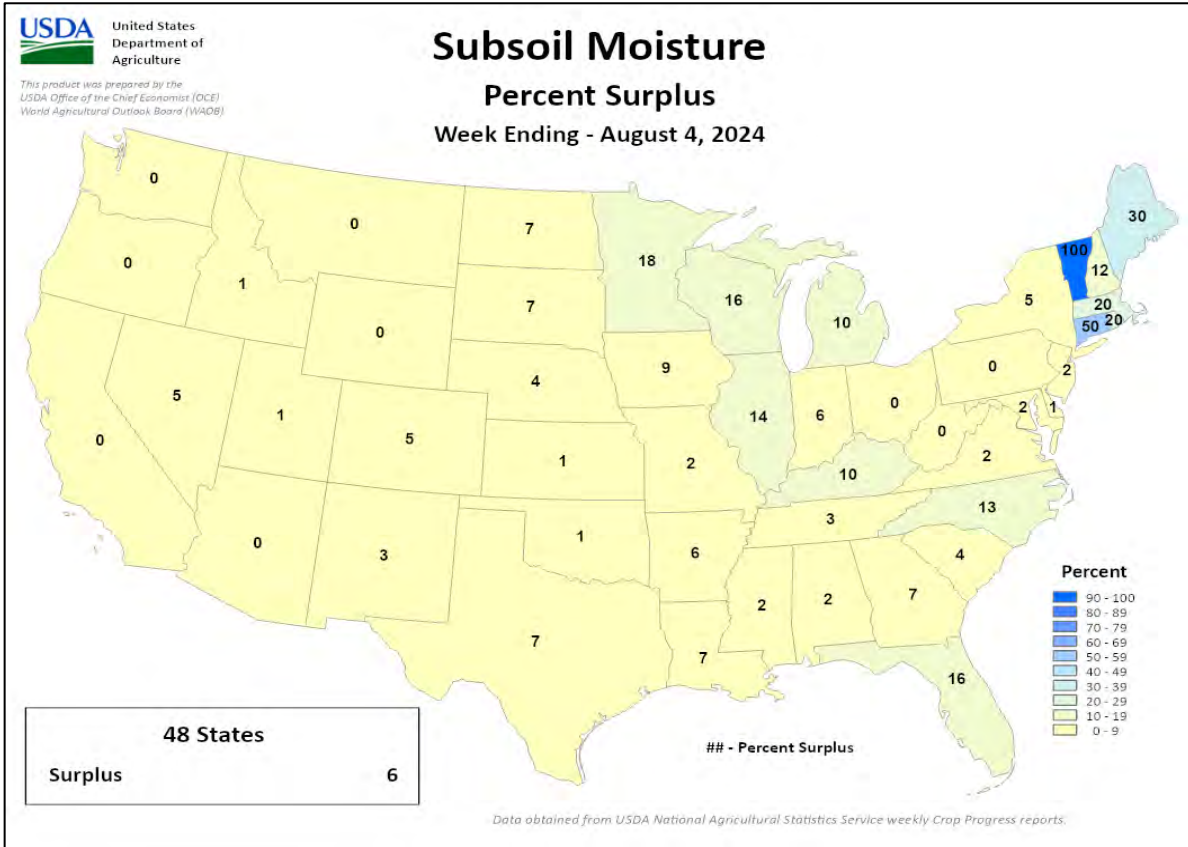 USDA
United States
Department of
Agriculture
This product was prepared by the
USDA Office of the Chief Economist (OCE)
World Agricultural Outlook Board (WAOB)
Subsoil Moisture
Percent Surplus
Week Ending - August 4, 2024
0
0
7
18
30
100
12
0
1
16
5
20
50
20
7
10
0
9
4
0
2
5
1
14
6
0
2
1
0
5
0
1
2
2
10
0
3
1
3
13
6
4
2
2
7
7
7
16
Percent
90 - 100
80 - 89
70 - 79
60 - 69
50 - 59
40 - 49
30 - 39
20 - 29
10 - 19
0 - 9
48 States
Surplus 6
## - Percent Surplus
Data obtained from USDA National Agricultural Statistics Service weekly Crop Progress reports.